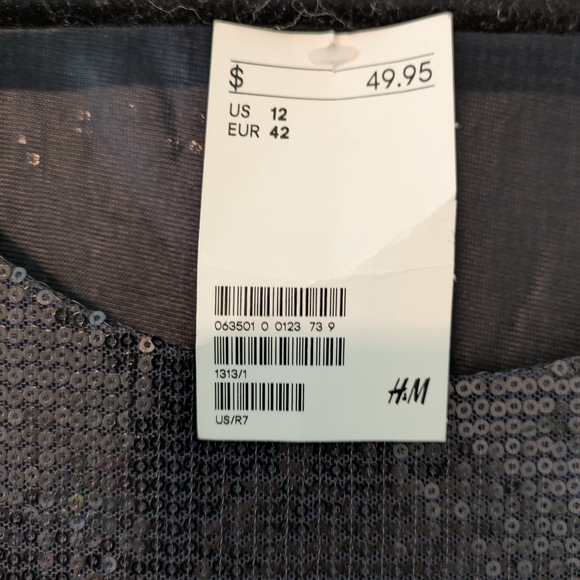 $ 49.95
US 12
EUR 42
063501 0 0123 73 9
1313/1
US/R7
H&M